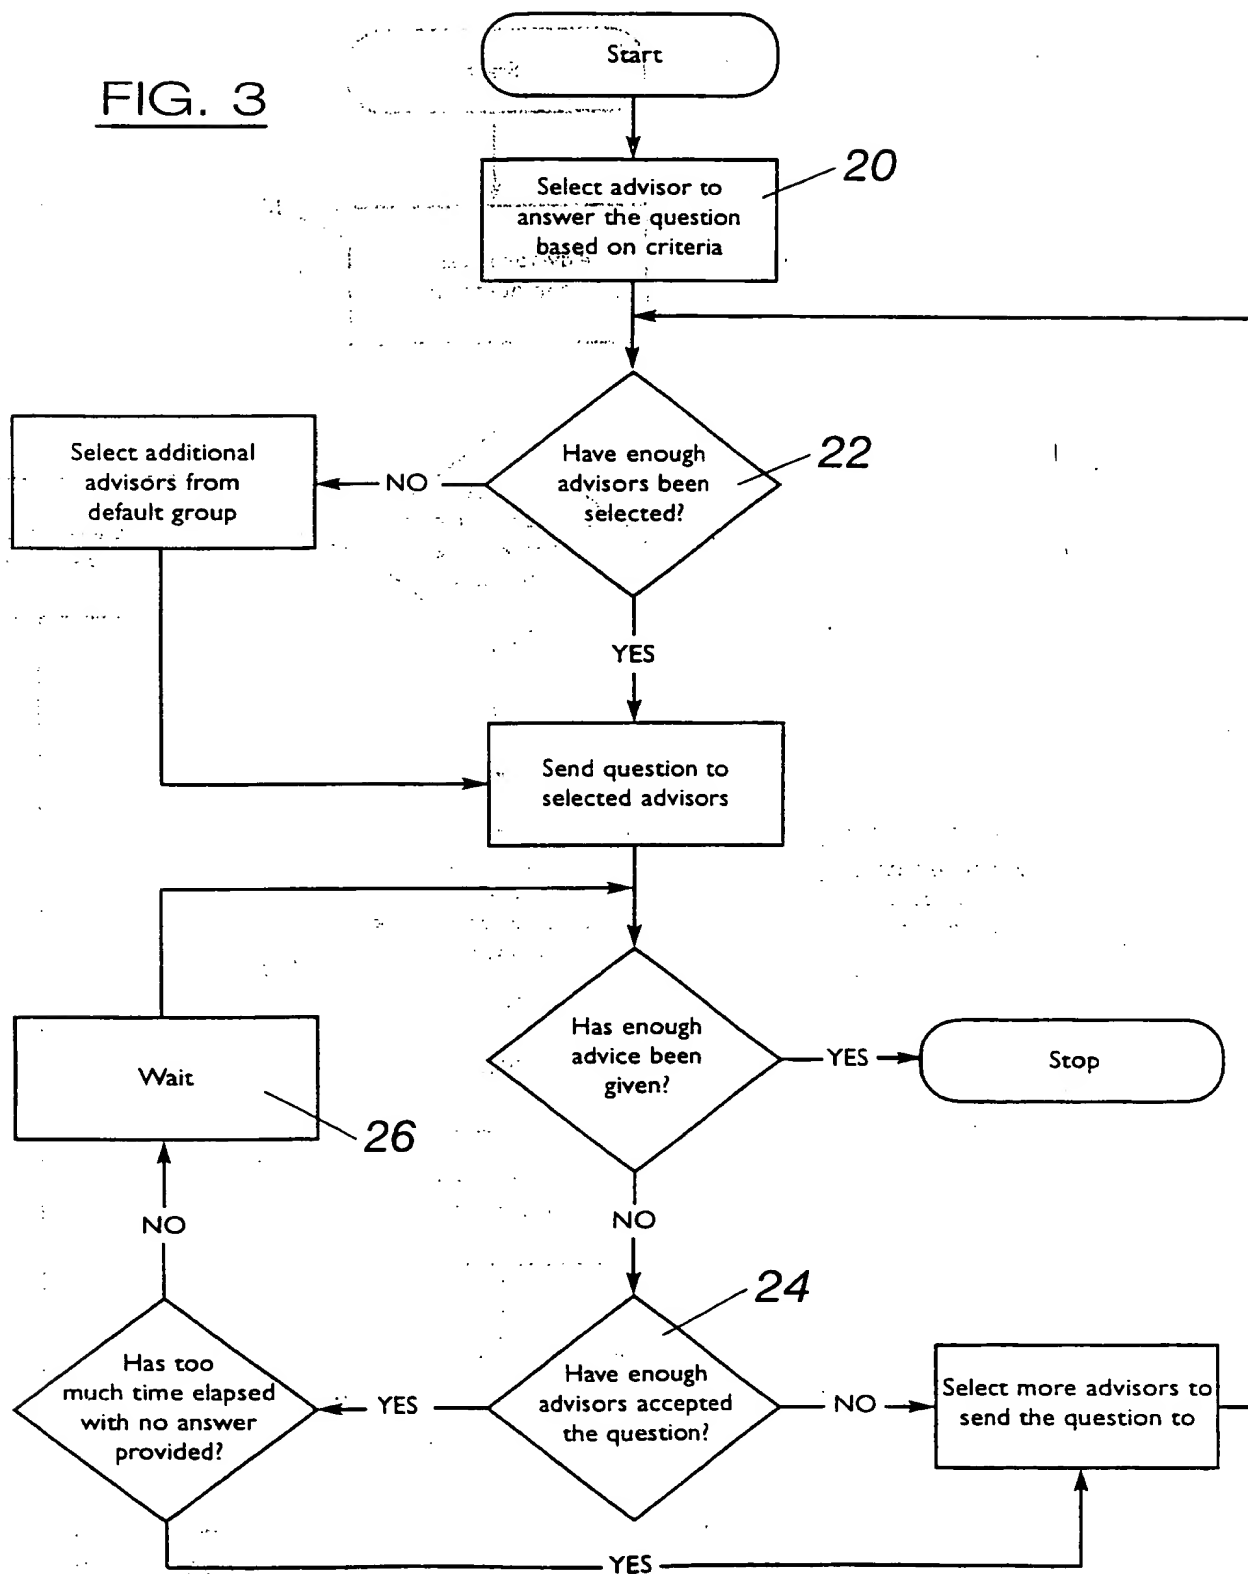 FIG. 3
Start
20
Select advisor to
answer the question
based on criteria
22
Have enough
advisors been
selected?
NO
Select additional
advisors from
default group
YES
Send question to
selected advisors
Has enough
advice been
given?
YES
Stop
Wait
26
NO
NO
24
Have enough
advisors accepted
the question?
YES
Has too
much time elapsed
with no answer
provided?
NO
Select more advisors to
send the question to
YES